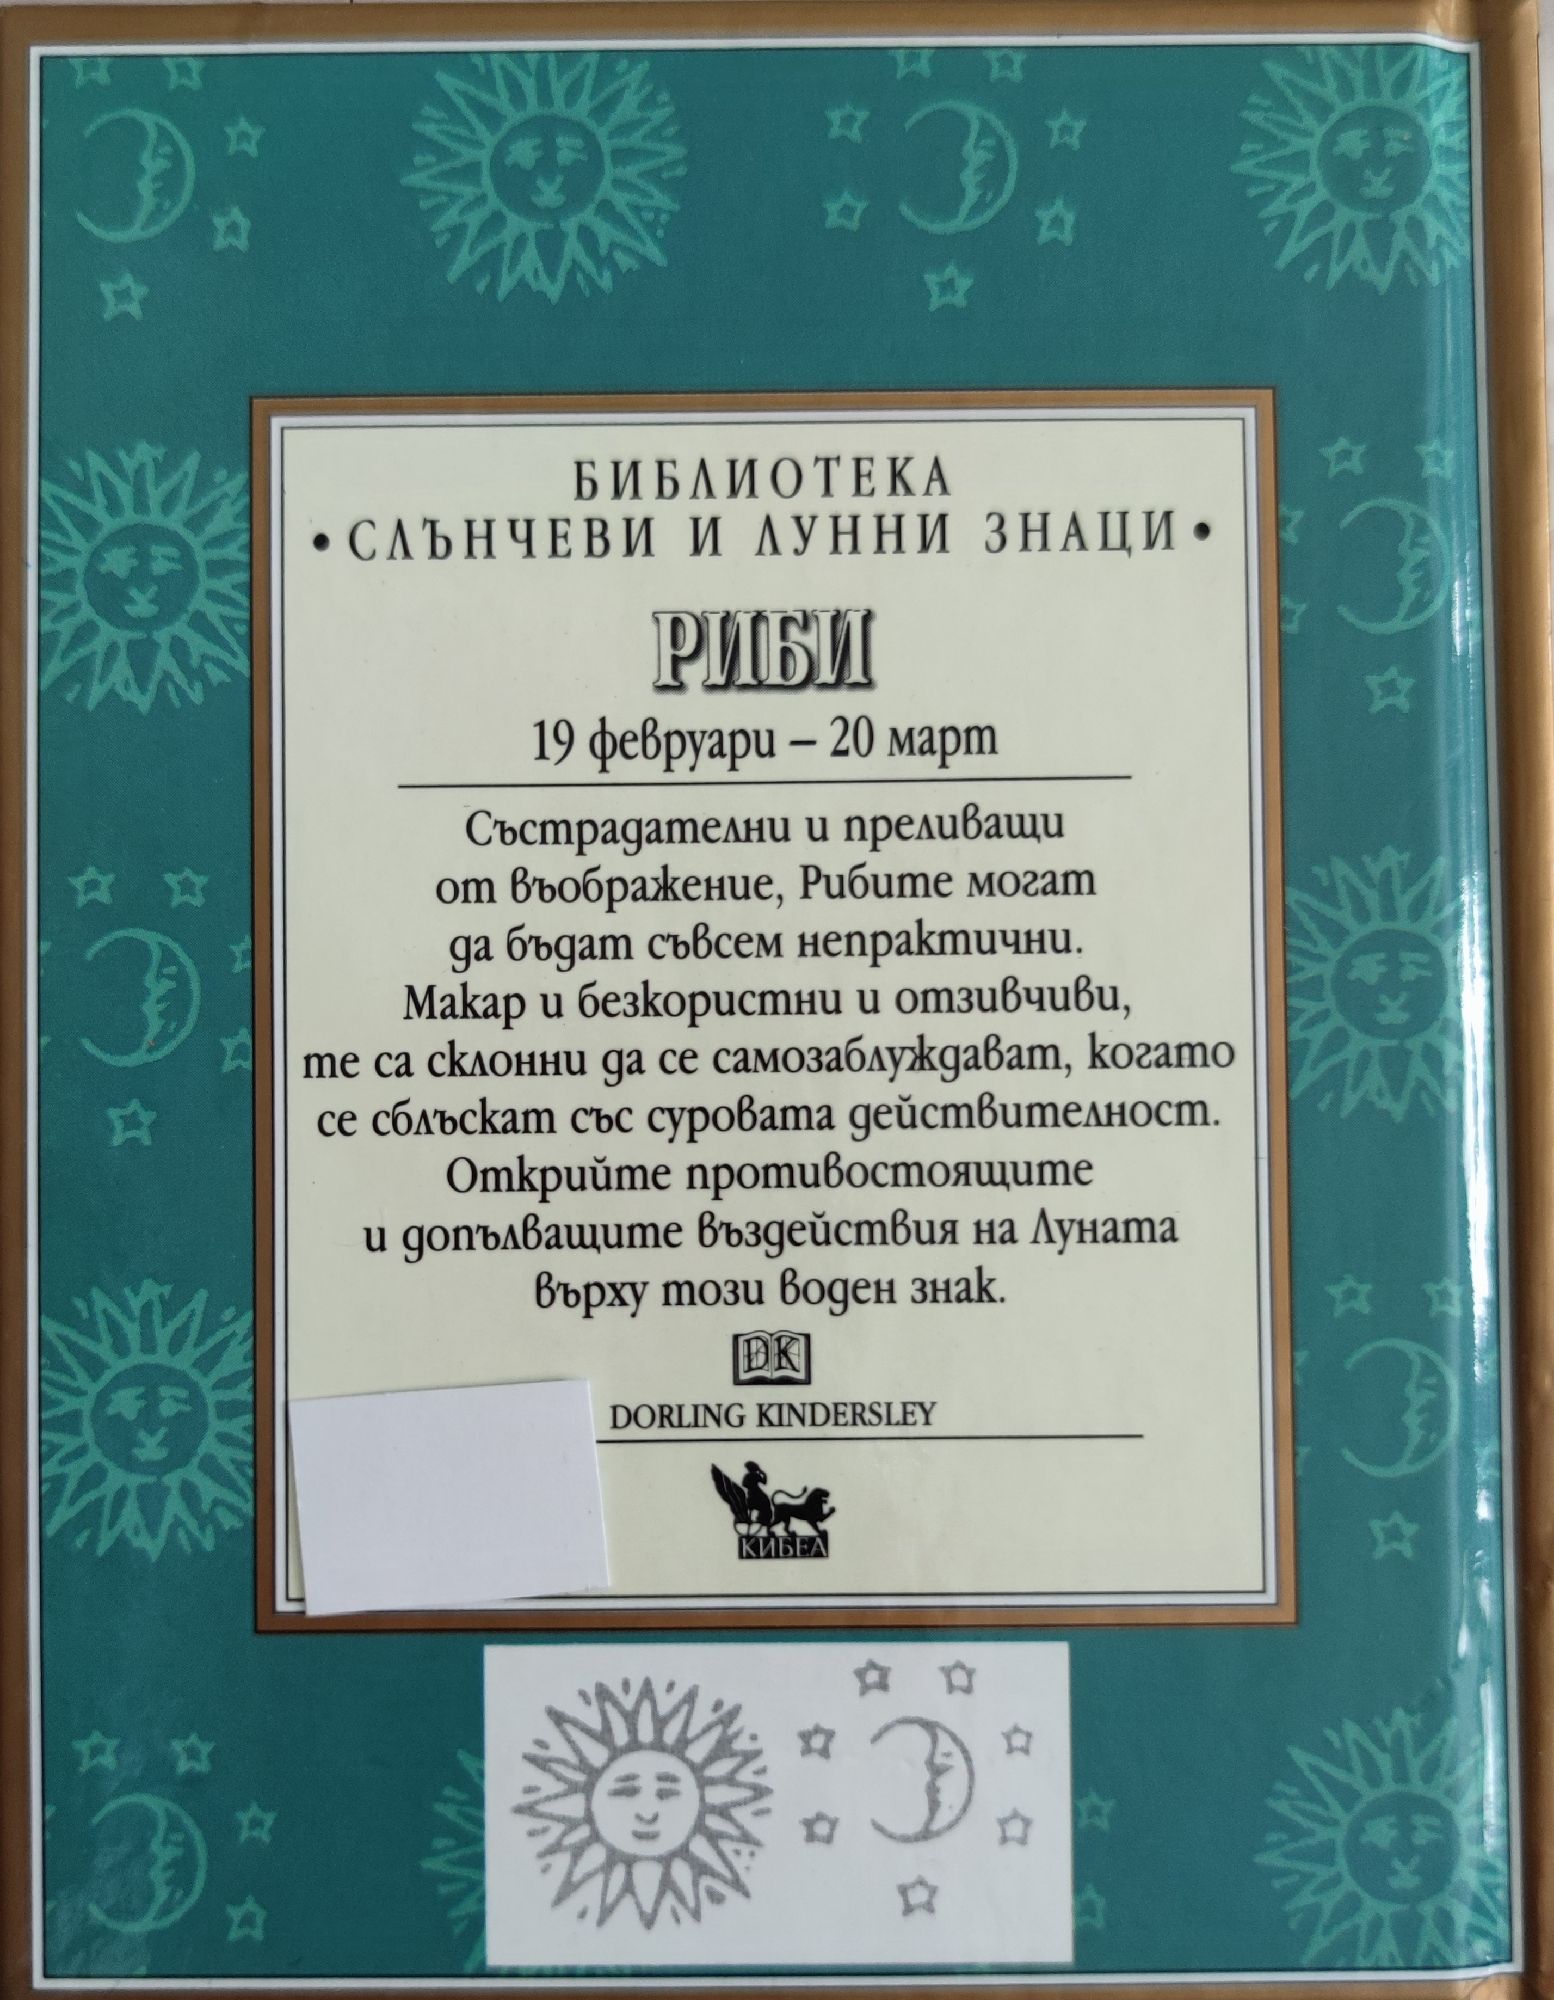 БИБЛИОТЕКА
• СЛЪНЧЕВИ И ЛУННИ ЗНАЦИ •
РИБИ
19 февруари – 20 март
Състрадателни и преливащи
от въображение, Рибите могат
да бъдат съвсем непрактични.
Макар и безкористни и отзивчиви,
те са склонни да се самозаблуждават, когато
се сблъскат със суровата действителност.
Открийте противостоящите
и допълващите въздействия на Луната
върху този воден знак.
DK
DORLING KINDERSLEY
КИБЕА